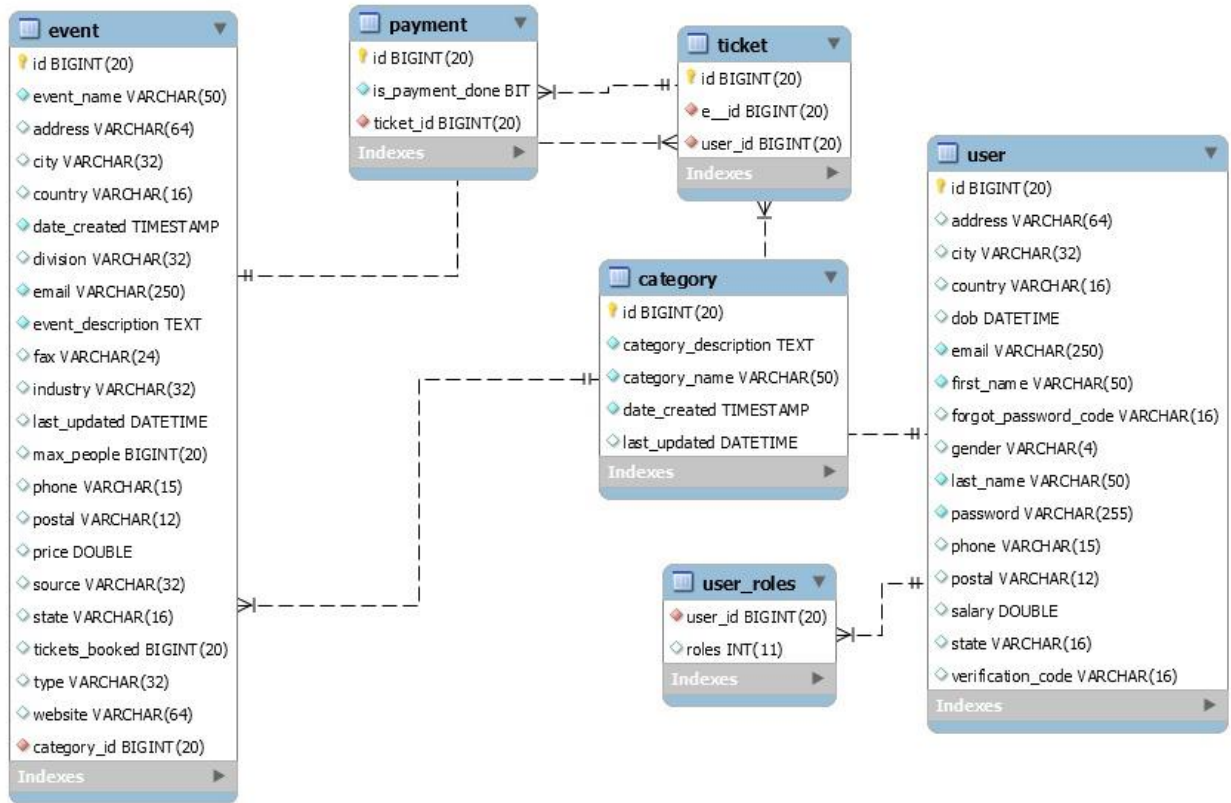 event
id BIGINT(20)
event_name VARCHAR(50)
address VARCHAR(64)
city VARCHAR(32)
country VARCHAR(16)
date_created TIMESTAMP
division VARCHAR(32)
email VARCHAR(250)
event_description TEXT
fax VARCHAR(24)
industry VARCHAR(32)
last_updated DATETIME
max_people BIGINT(20)
phone VARCHAR(15)
postal VARCHAR(12)
price DOUBLE
source VARCHAR(32)
state VARCHAR(16)
tickets_booked BIGINT(20)
type VARCHAR(32)
website VARCHAR(64)
category_id BIGINT(20)
Indexes
payment
id BIGINT(20)
is_payment_done BIT
ticket_id BIGINT(20)
Indexes
ticket
id BIGINT(20)
e__id BIGINT(20)
user_id BIGINT(20)
Indexes
category
id BIGINT(20)
category_description TEXT
category_name VARCHAR(50)
date_created TIMESTAMP
last_updated DATETIME
Indexes
user_roles
user_id BIGINT(20)
roles INT(11)
Indexes
user
id BIGINT(20)
address VARCHAR(64)
city VARCHAR(32)
country VARCHAR(16)
dob DATETIME
email VARCHAR(250)
first_name VARCHAR(50)
forgot_password_code VARCHAR(16)
gender VARCHAR(4)
last_name VARCHAR(50)
password VARCHAR(255)
phone VARCHAR(15)
postal VARCHAR(12)
salary DOUBLE
state VARCHAR(16)
verification_code VARCHAR(16)
Indexes